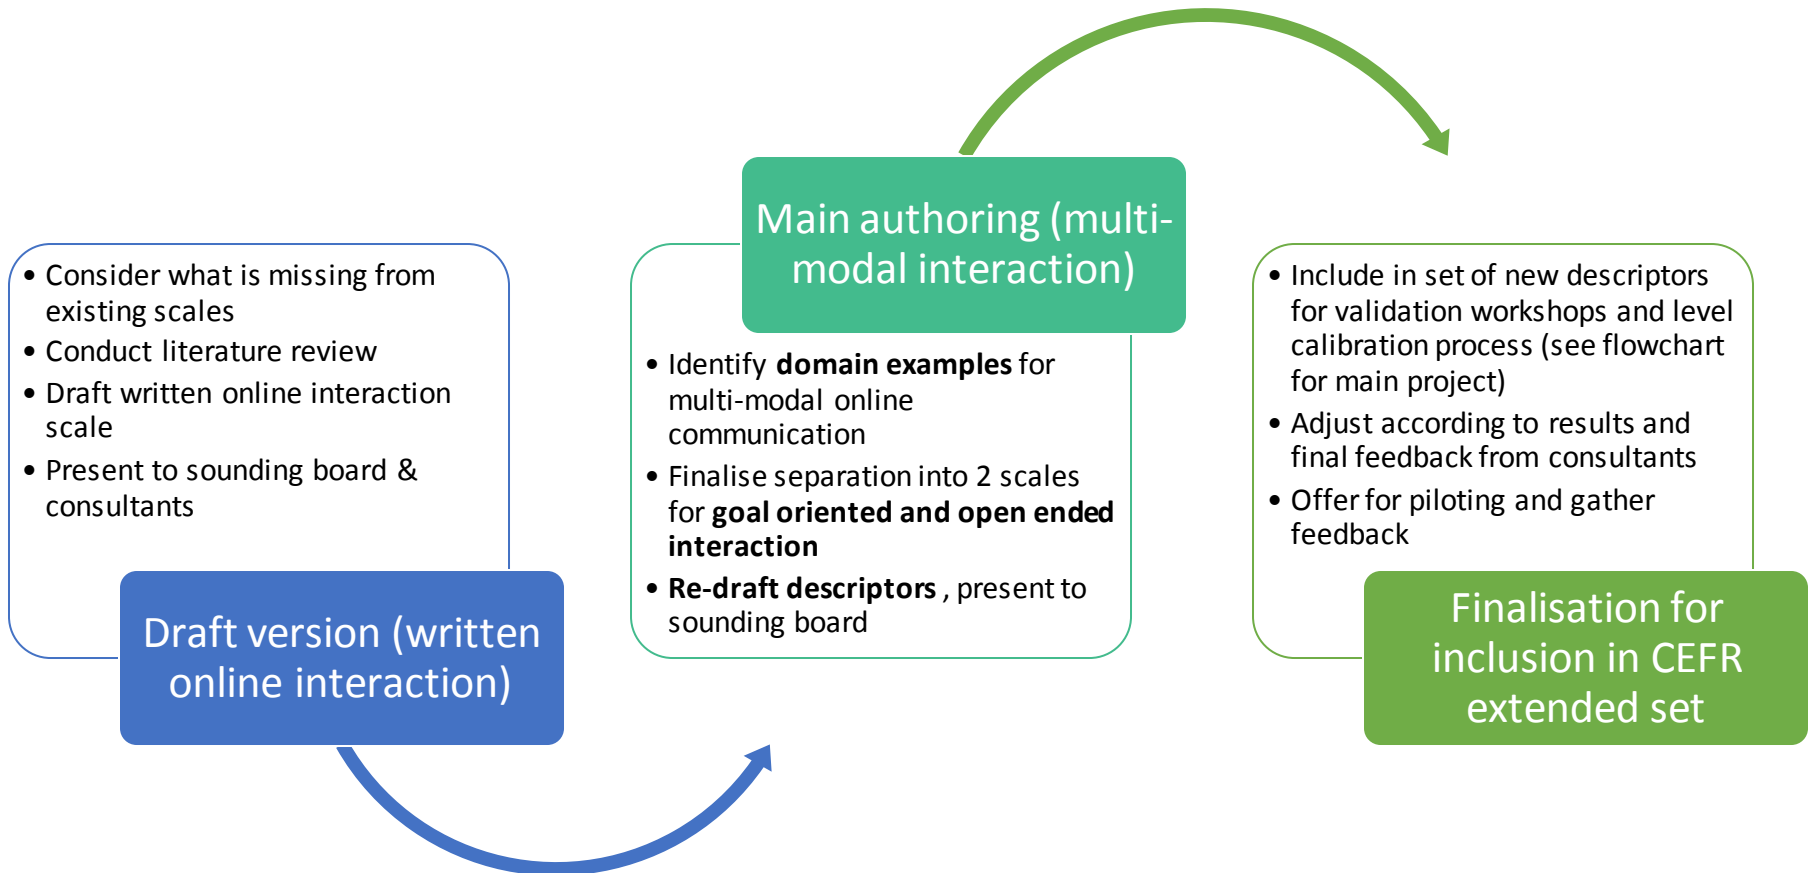 • Consider what is missing from
existing scales
• Conduct literature review
• Draft written online interaction
scale
• Present to sounding board &
consultants
Draft version (written
online interaction)
Main authoring (multi-
modal interaction)
• Identify domain examples for
multi-modal online
communication
• Finalise separation into 2 scales
for goal oriented and open ended
interaction
• Re-draft descriptors , present to
sounding board
• Include in set of new descriptors
for validation workshops and level
calibration process (see flowchart
for main project)
• Adjust according to results and
final feedback from consultants
• Offer for piloting and gather
feedback
Finalisation for
inclusion in CEFR
extended set